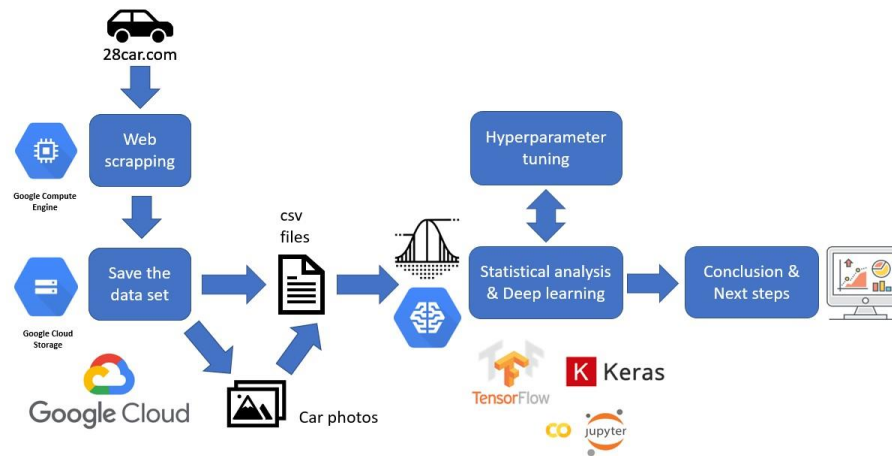 28car.com
Web
scrapping
Google Compute
Engine
Hyperparameter
tuning
csv
files
Save the
data set
Google Cloud
Storage
Statistical analysis
& Deep learning
Conclusion &
Next steps
Google Cloud
Car photos
TensorFlow
K Keras
CO
jupyter